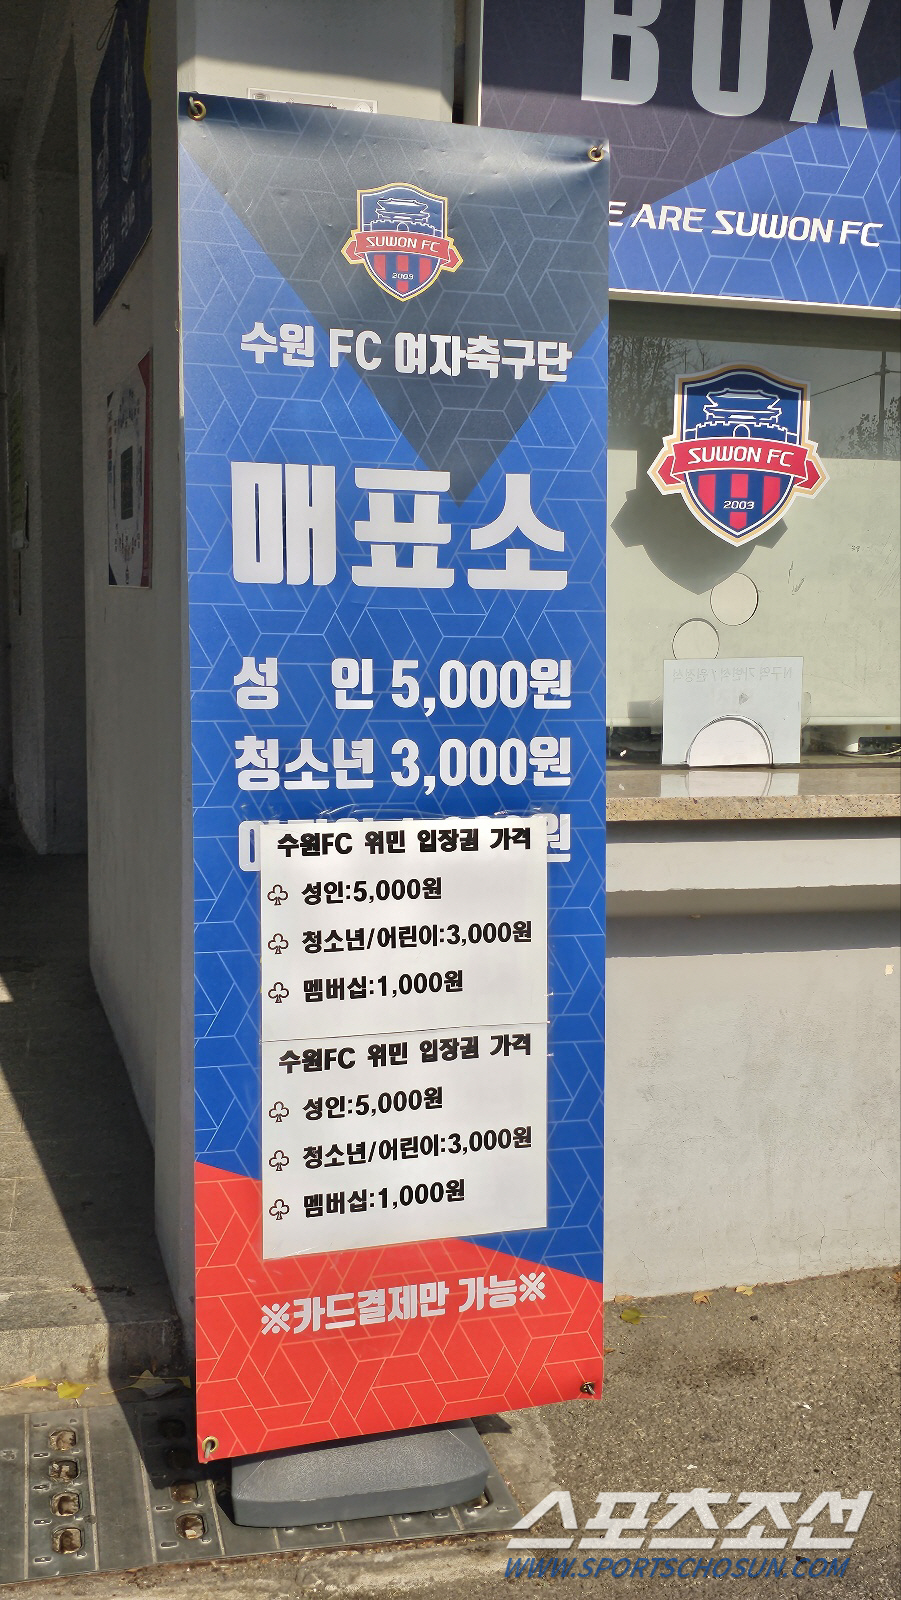 BOX
E ARE SUWON FC
SUWON FC
2003
수원 FC 여자축구단
매표소
성 인 5,000원
청소년 3,000원
원
수원FC 위민 입장권 가격
♧ 성인:5,000원
♧ 청소년/어린이:3,000원
♧ 멤버십:1,000원
수원FC 위민 입장권 가격
♧ 성인:5,000원
♧ 청소년/어린이:3,000원
♧ 멤버십:1,000원
※카드결제만 가능※
SUWON FC
2003
스포츠조선
WWW.SPORTSCHOSUN.COM